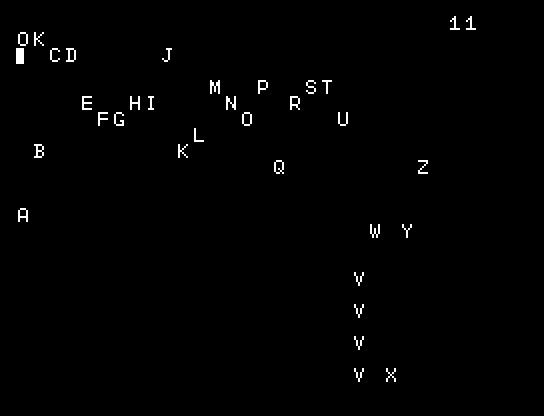 11
OK
CD J
M P ST
E HI N R
FG O U
L
B K
Q Z
A
W Y
V
V
V
V X